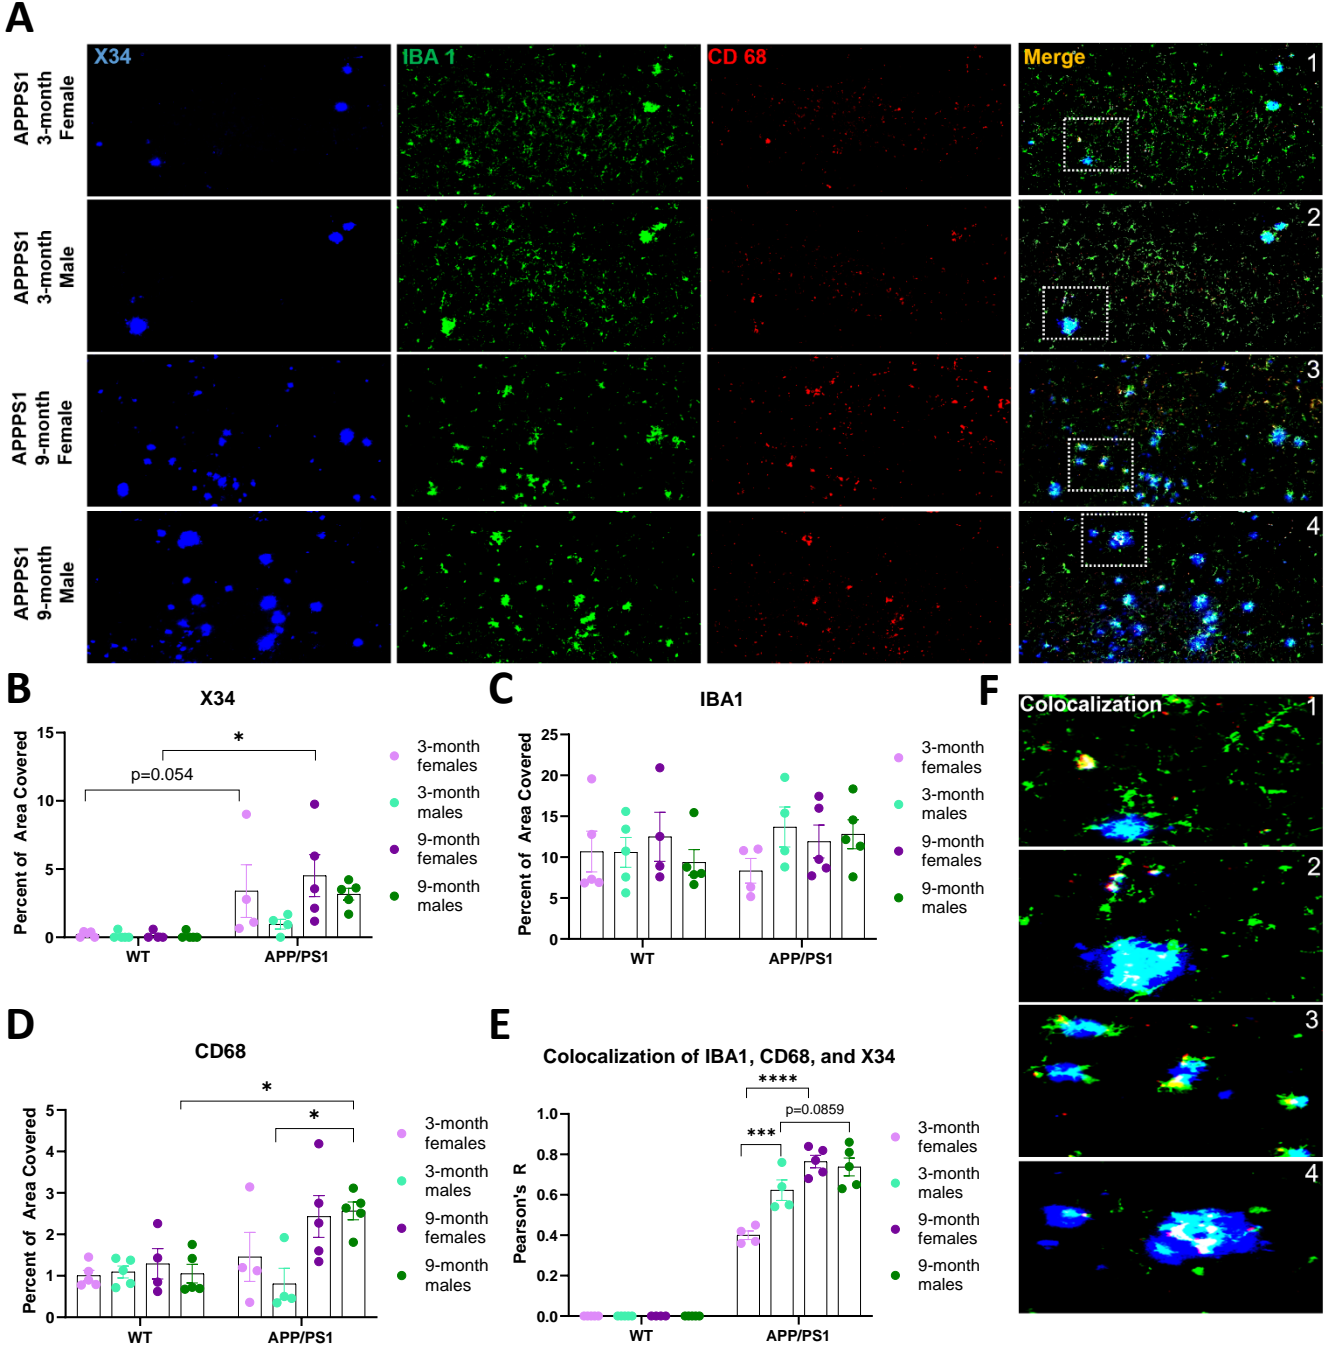 A
X34
IBA 1
CD 68
Merge
APPPS1
3-month
Female
1
APPPS1
3-month
Male
2
APPPS1
9-month
Female
3
APPPS1
9-month
Male
4
B
X34
Percent of Area Covered
15
10
5
0
*
p=0.054
WT
APP/PS1
3-month
females
3-month
males
9-month
females
9-month
males
C
IBA1
Percent of Area Covered
25
20
15
10
5
0
WT
APP/PS1
3-month
females
3-month
males
9-month
females
9-month
males
D
CD68
Percent of Area Covered
5
4
3
2
1
0
*
*
WT
APP/PS1
3-month
females
3-month
males
9-month
females
9-month
males
E
Colocalization of IBA1, CD68, and X34
Pearson's R
1.0
0.8
0.6
0.4
0.2
0.0
****
p=0.0859
***
WT
APP/PS1
3-month
females
3-month
males
9-month
females
9-month
males
F
Colocalization
1
2
3
4